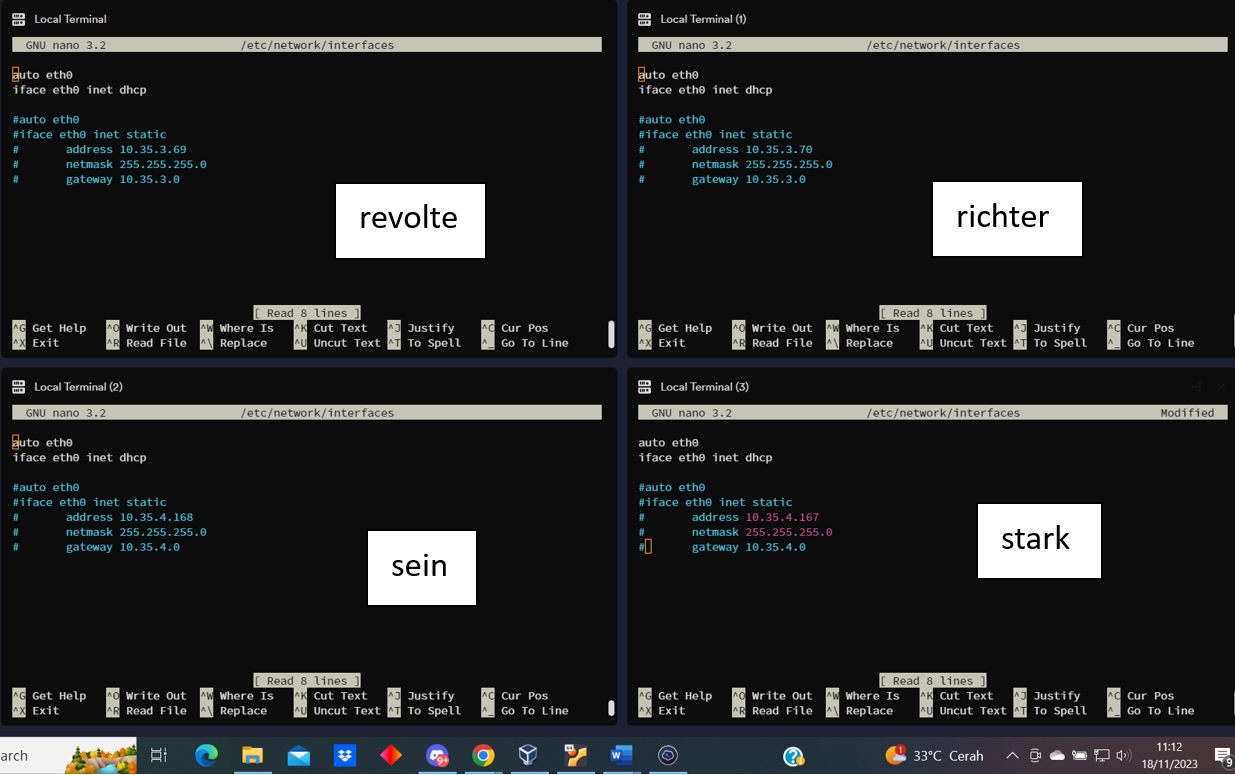 Local Terminal
GNU nano 3.2 /etc/network/interfaces
auto eth0
iface eth0 inet dhcp
#auto eth0
#iface eth0 inet static
# address 10.35.3.69
# netmask 255.255.255.0
# gateway 10.35.3.0
revolte
[ Read 8 lines ]
^G Get Help ^O Write Out ^W Where Is ^K Cut Text ^J Justify ^C Cur Pos
^X Exit ^R Read File ^\ Replace ^U Uncut Text ^T To Spell ^_ Go To Line
Local Terminal (1)
GNU nano 3.2 /etc/network/interfaces
auto eth0
iface eth0 inet dhcp
#auto eth0
#iface eth0 inet static
# address 10.35.3.70
# netmask 255.255.255.0
# gateway 10.35.3.0
richter
[ Read 8 lines ]
^G Get Help ^O Write Out ^W Where Is ^K Cut Text ^J Justify ^C Cur Pos
^X Exit ^R Read File ^\ Replace ^U Uncut Text ^T To Spell ^_ Go To Line
Local Terminal (2)
GNU nano 3.2 /etc/network/interfaces
auto eth0
iface eth0 inet dhcp
#auto eth0
#iface eth0 inet static
# address 10.35.4.168
# netmask 255.255.255.0
# gateway 10.35.4.0
sein
[ Read 8 lines ]
^G Get Help ^O Write Out ^W Where Is ^K Cut Text ^J Justify ^C Cur Pos
^X Exit ^R Read File ^\ Replace ^U Uncut Text ^T To Spell ^_ Go To Line
Local Terminal (3)
GNU nano 3.2 /etc/network/interfaces Modified
auto eth0
iface eth0 inet dhcp
#auto eth0
#iface eth0 inet static
# address 10.35.4.167
# netmask 255.255.255.0
# gateway 10.35.4.0
stark
[ Read 8 lines ]
^G Get Help ^O Write Out ^W Where Is ^K Cut Text ^J Justify ^C Cur Pos
^X Exit ^R Read File ^\ Replace ^U Uncut Text ^T To Spell ^_ Go To Line
arch 9+ 1 33°C Cerah 11:12
18/11/2023 9